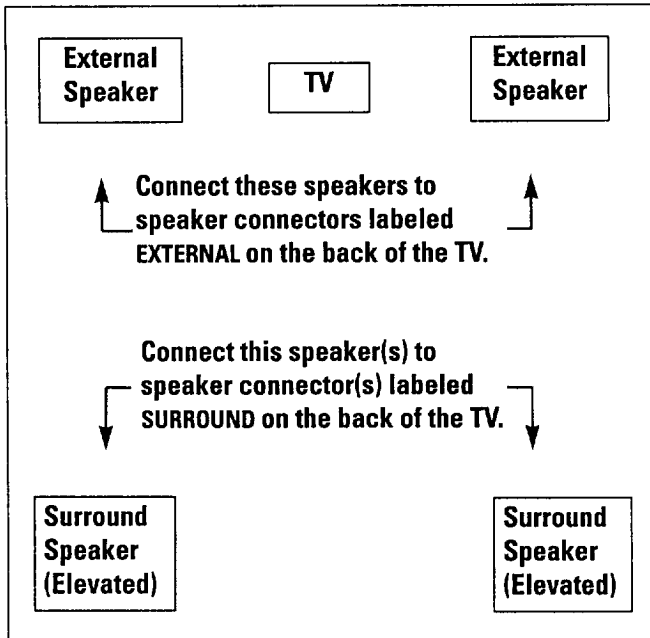 External
Speaker
TV
External
Speaker
Connect these speakers to
speaker connectors labeled
EXTERNAL on the back of the TV.
Connect this speaker(s) to
speaker connector(s) labeled
SURROUND on the back of the TV.
Surround
Speaker
(Elevated)
Surround
Speaker
(Elevated)